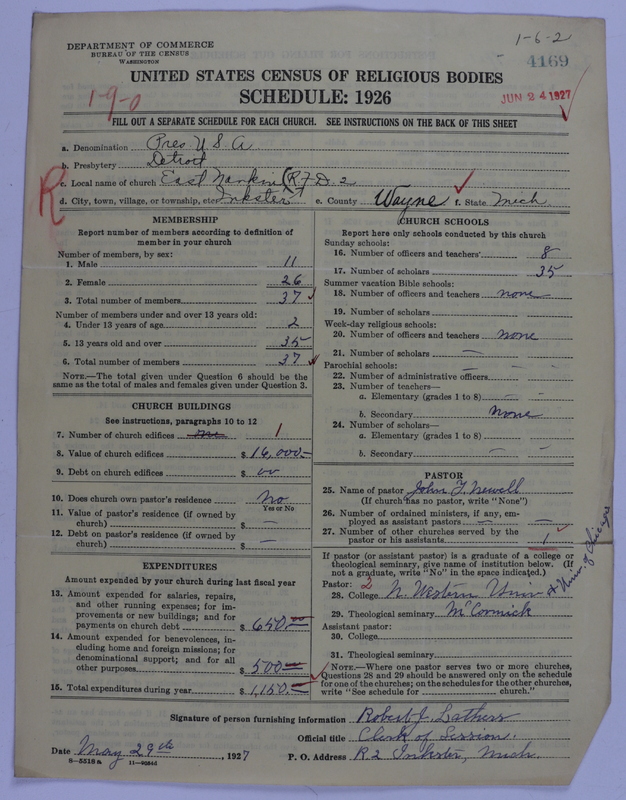 DEPARTMENT OF COMMERCE
BUREAU OF THE CENSUS
WASHINGTON
1-6-2
4169
UNITED STATES CENSUS OF RELIGIOUS BODIES
SCHEDULE: 1926
1-9-0
JUN 24 1927
FILL OUT A SEPARATE SCHEDULE FOR EACH CHURCH. SEE INSTRUCTIONS ON THE BACK OF THIS SHEET
a. Denomination Pres. U S A
b. Presbytery Detroit
R
c. Local name of church East Nankin (R.F.D. 2
d. City, town, village, or township, etc. Inkster) e. County Wayne f. State Mich
MEMBERSHIP
Report number of members according to definition of member in your church
Number of members, by sex:
1. Male 11
2. Female 26
3. Total number of members 37
Number of members under and over 13 years old:
4. Under 13 years of age 2
5. 13 years old and over 35
6. Total number of members 37
NOTE.—The total given under Question 6 should be the
same as the total of males and females given under Question 3.
CHURCH BUILDINGS
See instructions, paragraphs 10 to 12
7. Number of church edifices one 1
8. Value of church edifices $ 16,000.–
9. Debt on church edifices $ 00
10. Does church own pastor's residence No
Yes or No
11. Value of pastor's residence (if owned by
church) $ —
12. Debt on pastor's residence (if owned by
church) $ —
EXPENDITURES
Amount expended by your church during last fiscal year
13. Amount expended for salaries, repairs,
and other running expenses; for im-
provements or new buildings; and for
payments on church debt $ 650.00
14. Amount expended for benevolences, in-
cluding home and foreign missions; for
denominational support; and for all
other purposes $ 500.00
15. Total expenditures during year $ 1,150.–
CHURCH SCHOOLS
Report here only schools conducted by this church
Sunday schools:
16. Number of officers and teachers 8
17. Number of scholars 35
Summer vacation Bible schools:
18. Number of officers and teachers none
19. Number of scholars —
Week-day religious schools:
20. Number of officers and teachers none
21. Number of scholars —
Parochial schools:
22. Number of administrative officers —
23. Number of teachers—
a. Elementary (grades 1 to 8) —
b. Secondary none
24. Number of scholars—
a. Elementary (grades 1 to 8) —
b. Secondary —
PASTOR
25. Name of pastor John F. Newell
(If church has no pastor, write "None")
26. Number of ordained ministers, if any, em-
ployed as assistant pastors — —
27. Number of other churches served by the
pastor or his assistants 1
If pastor (or assistant pastor) is a graduate of a college or
theological seminary, give name of institution below. (If
not a graduate, write "No" in the space indicated.)
Pastor: 2
28. College N. Western Univ & Univ. of Chicago
29. Theological seminary McCormick
Assistant pastor:
30. College
31. Theological seminary
NOTE.—Where one pastor serves two or more churches,
Questions 28 and 29 should be answered only on the schedule
for one of the churches; on the schedules for the other churches,
write "See schedule for church."
Signature of person furnishing information Robert J. Lathers
Official title Clerk of Session.
Date May 29th, 1927 P. O. Address R 2 Inkster, Mich.
8—5518a